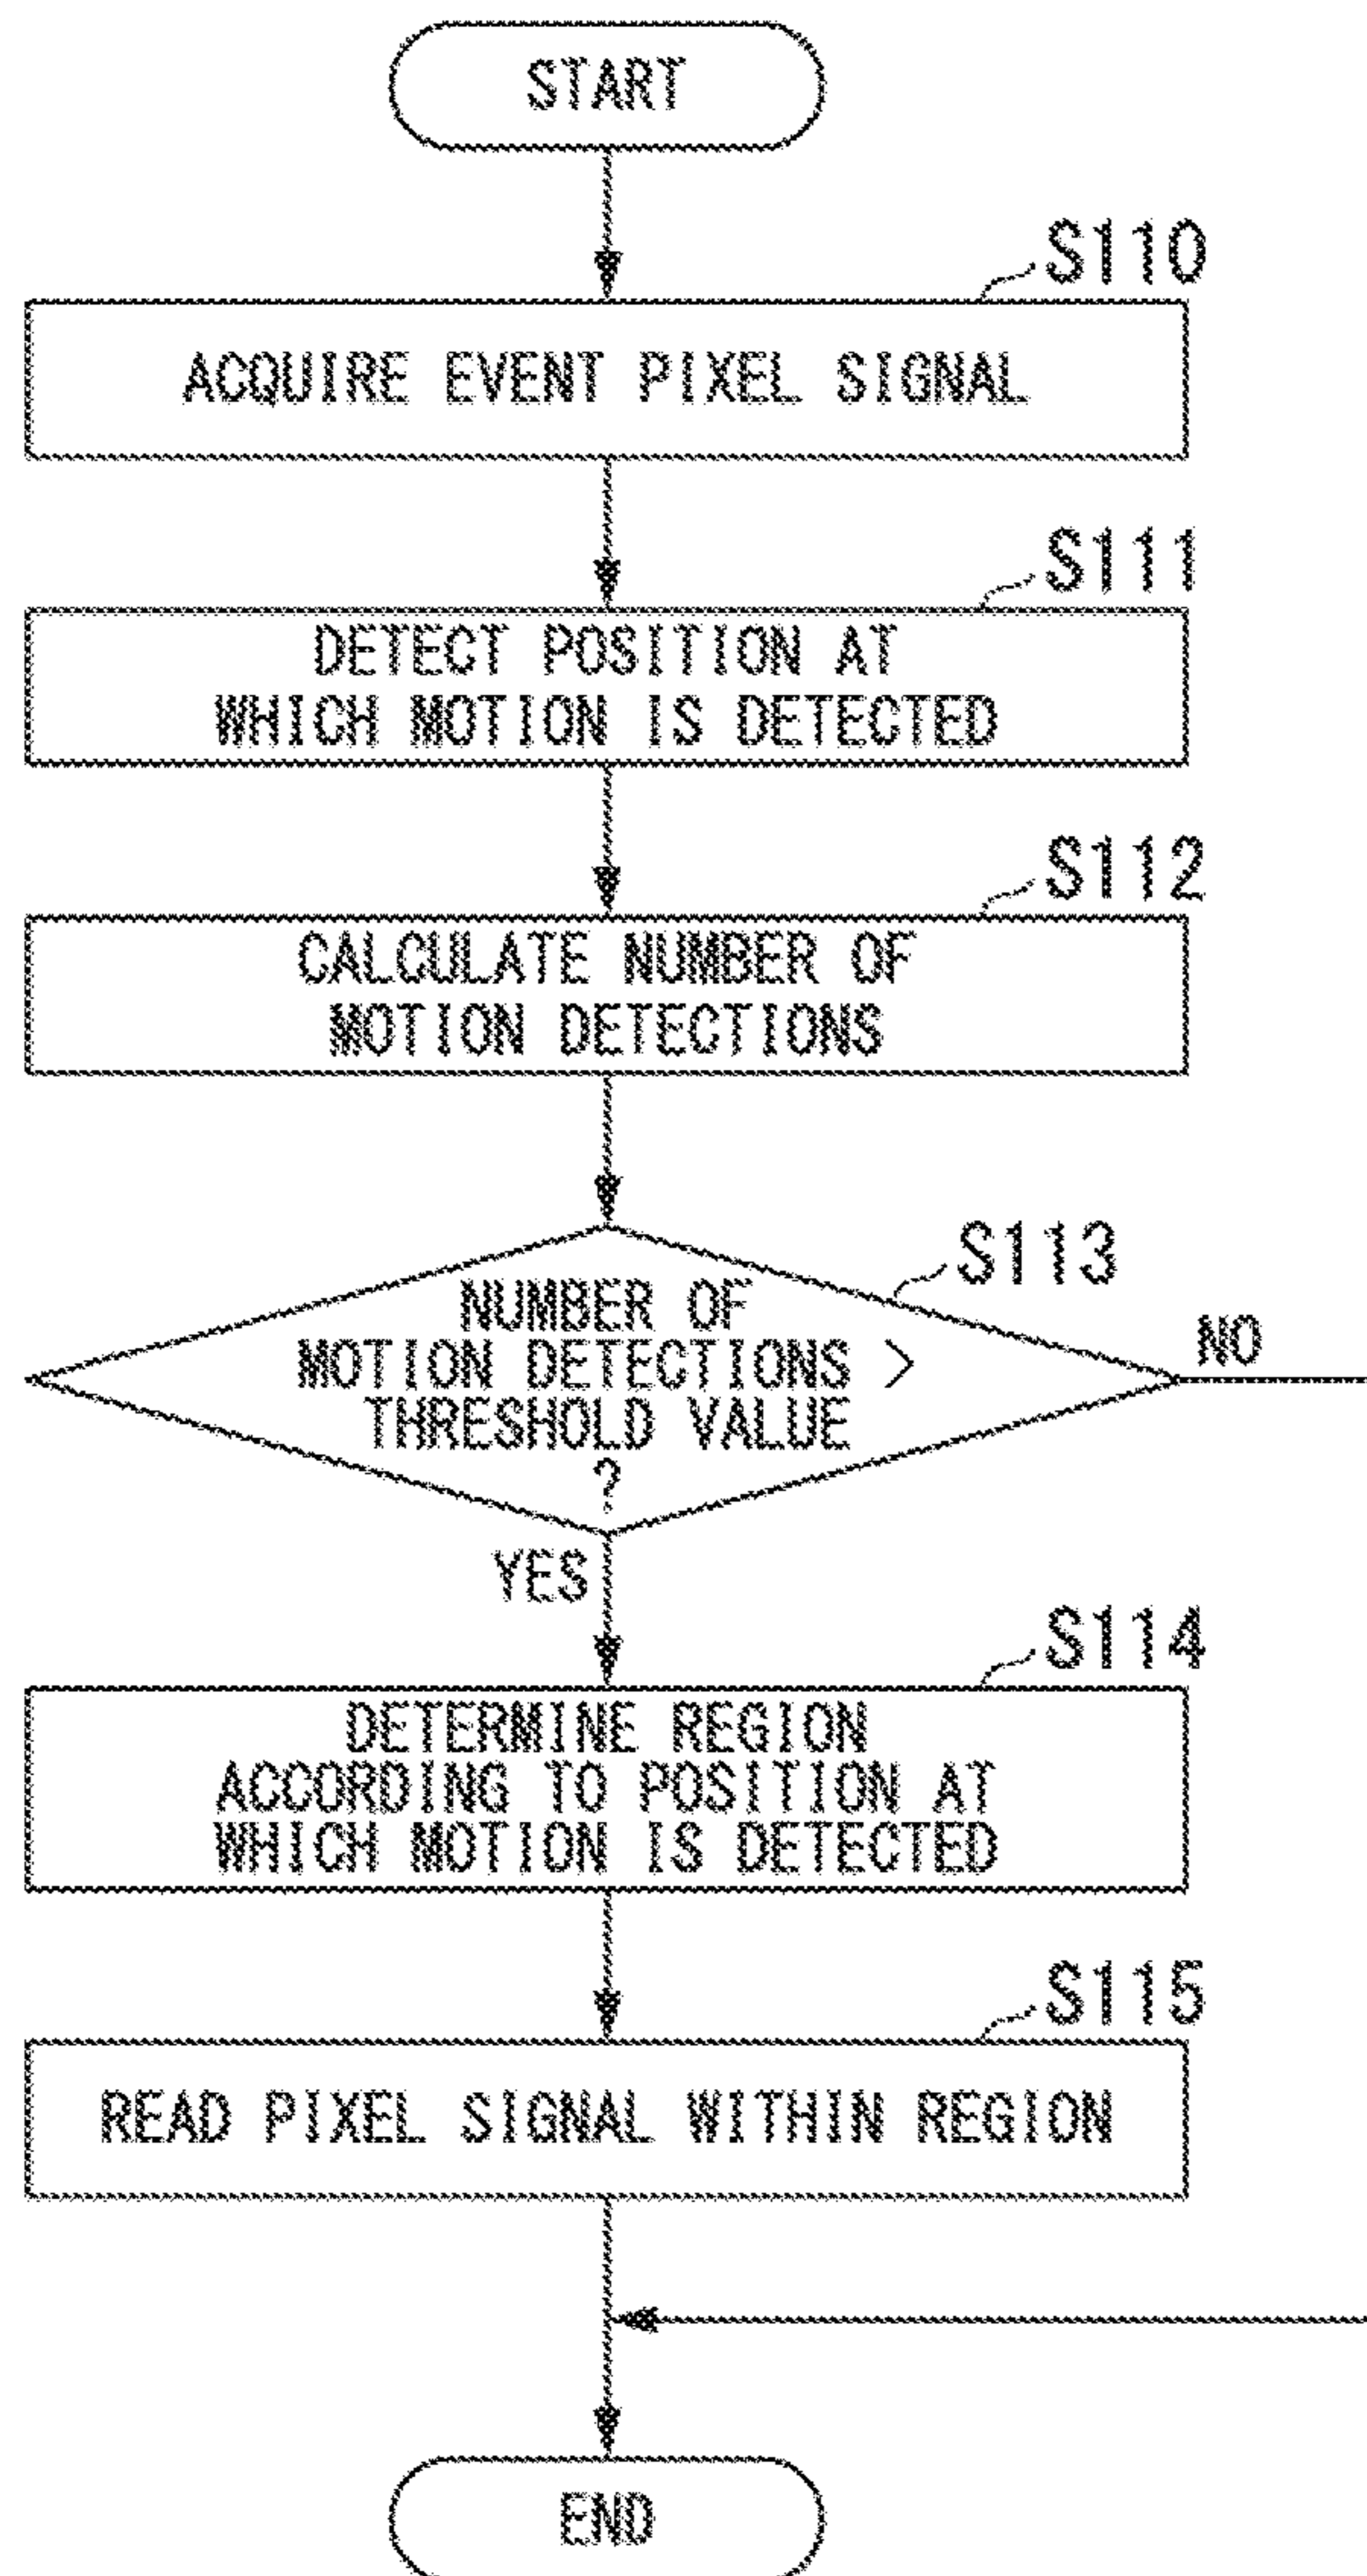 START
S110
ACQUIRE EVENT PIXEL SIGNAL
S111
DETECT POSITION AT
WHICH MOTION IS DETECTED
S112
CALCULATE NUMBER OF
MOTION DETECTIONS
S113
NUMBER OF
MOTION DETECTIONS >
THRESHOLD VALUE
?
NO
YES
S114
DETERMINE REGION
ACCORDING TO POSITION AT
WHICH MOTION IS DETECTED
S115
READ PIXEL SIGNAL WITHIN REGION
END